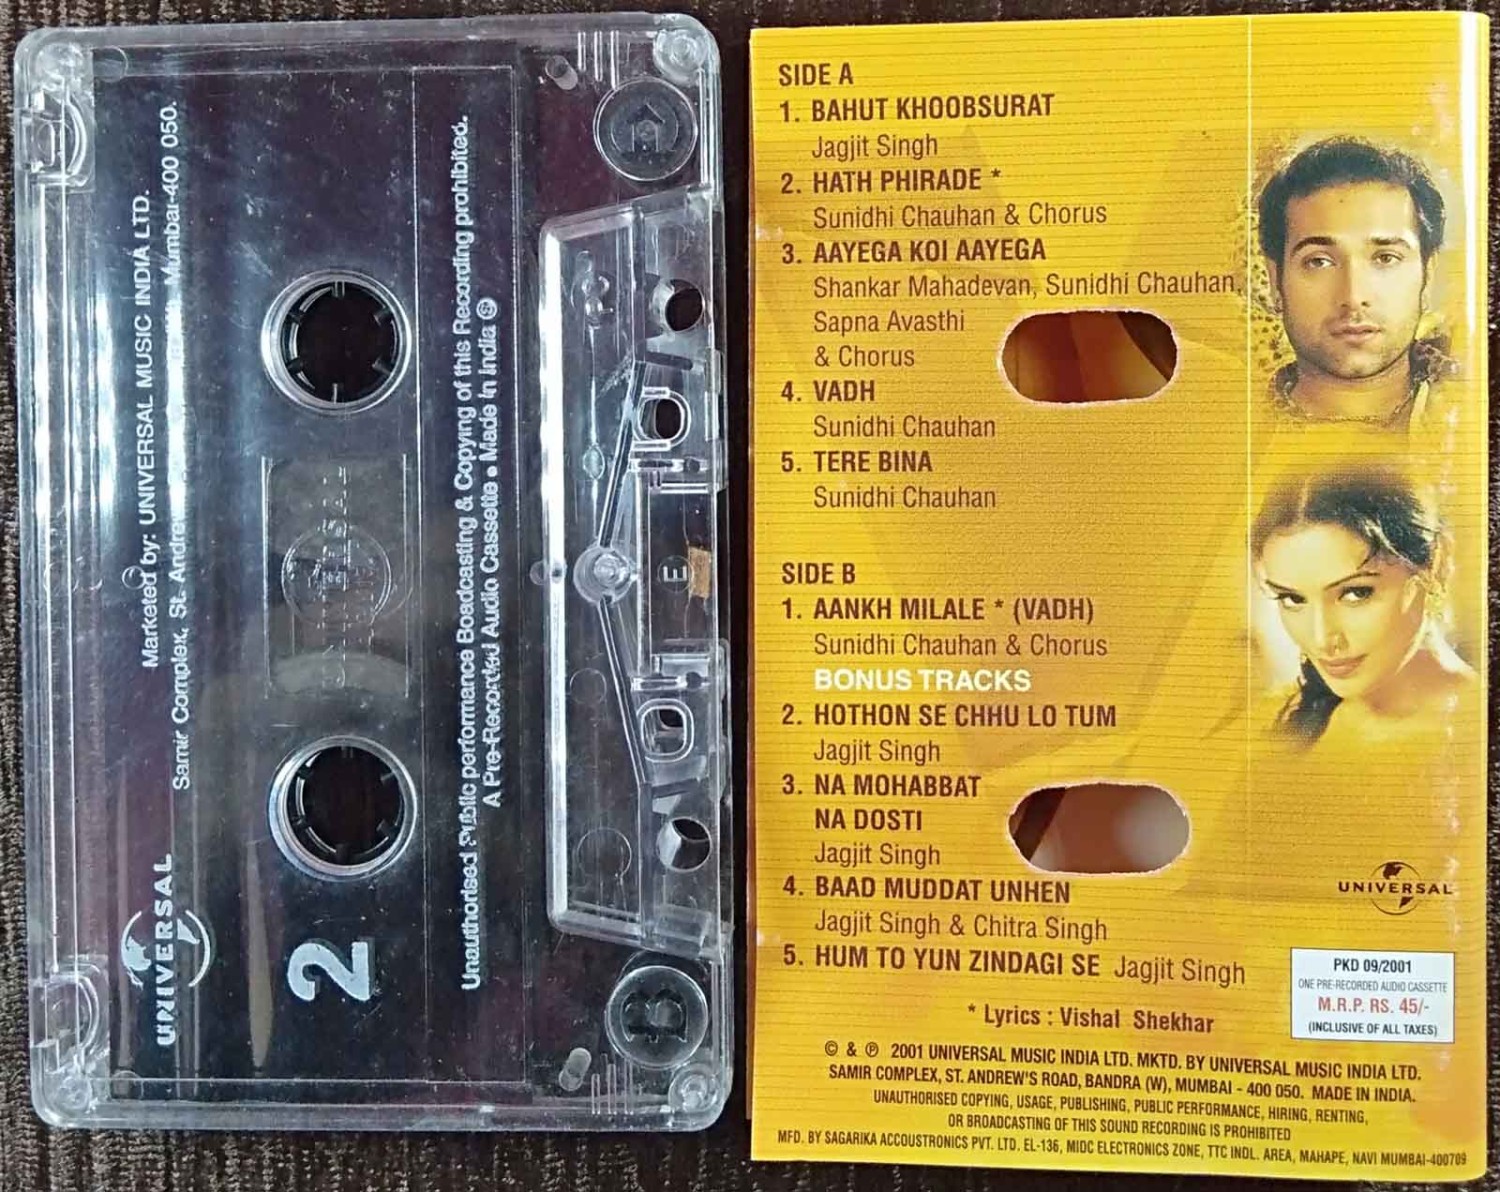 Marketed by: UNIVERSAL MUSIC INDIA LTD.
Samir Complex, St. Andrew Mumbai-400 050.
UNIVERSAL
2
Unauthorised Public performance Boadcasting & Copying of this Recording prohibited.
A Pre-Recorded Audio Cassette • Made in India ℗
UNIVERSAL
E
B
SIDE A
1. BAHUT KHOOBSURAT
Jagjit Singh
2. HATH PHIRADE *
Sunidhi Chauhan & Chorus
3. AAYEGA KOI AAYEGA
Shankar Mahadevan, Sunidhi Chauhan,
Sapna Avasthi
& Chorus
4. VADH
Sunidhi Chauhan
5. TERE BINA
Sunidhi Chauhan
SIDE B
1. AANKH MILALE * (VADH)
Sunidhi Chauhan & Chorus
BONUS TRACKS
2. HOTHON SE CHHU LO TUM
Jagjit Singh
3. NA MOHABBAT
NA DOSTI
Jagjit Singh
4. BAAD MUDDAT UNHEN
Jagjit Singh & Chitra Singh
5. HUM TO YUN ZINDAGI SE Jagjit Singh
* Lyrics : Vishal Shekhar
UNIVERSAL
PKD 09/2001
ONE PRE-RECORDED AUDIO CASSETTE
M.R.P. RS. 45/-
(INCLUSIVE OF ALL TAXES)
© & ℗ 2001 UNIVERSAL MUSIC INDIA LTD. MKTD. BY UNIVERSAL MUSIC INDIA LTD.
SAMIR COMPLEX, ST. ANDREW'S ROAD, BANDRA (W), MUMBAI - 400 050. MADE IN INDIA.
UNAUTHORISED COPYING, USAGE, PUBLISHING, PUBLIC PERFORMANCE, HIRING, RENTING,
OR BROADCASTING OF THIS SOUND RECORDING IS PROHIBITED
MFD. BY SAGARIKA ACCOUSTRONICS PVT. LTD. EL-136, MIDC ELECTRONICS ZONE, TTC INDL. AREA, MAHAPE, NAVI MUMBAI-400709